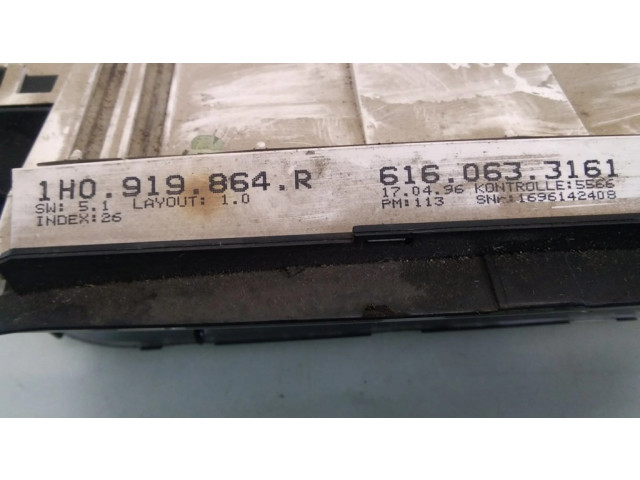 1H0.919.864.R 616.063.3161
SW: 5.1 LAYOUT: 1.0 17.04.96 KONTROLLE:5566
INDEX:26 PM:113 SNr:1696142408